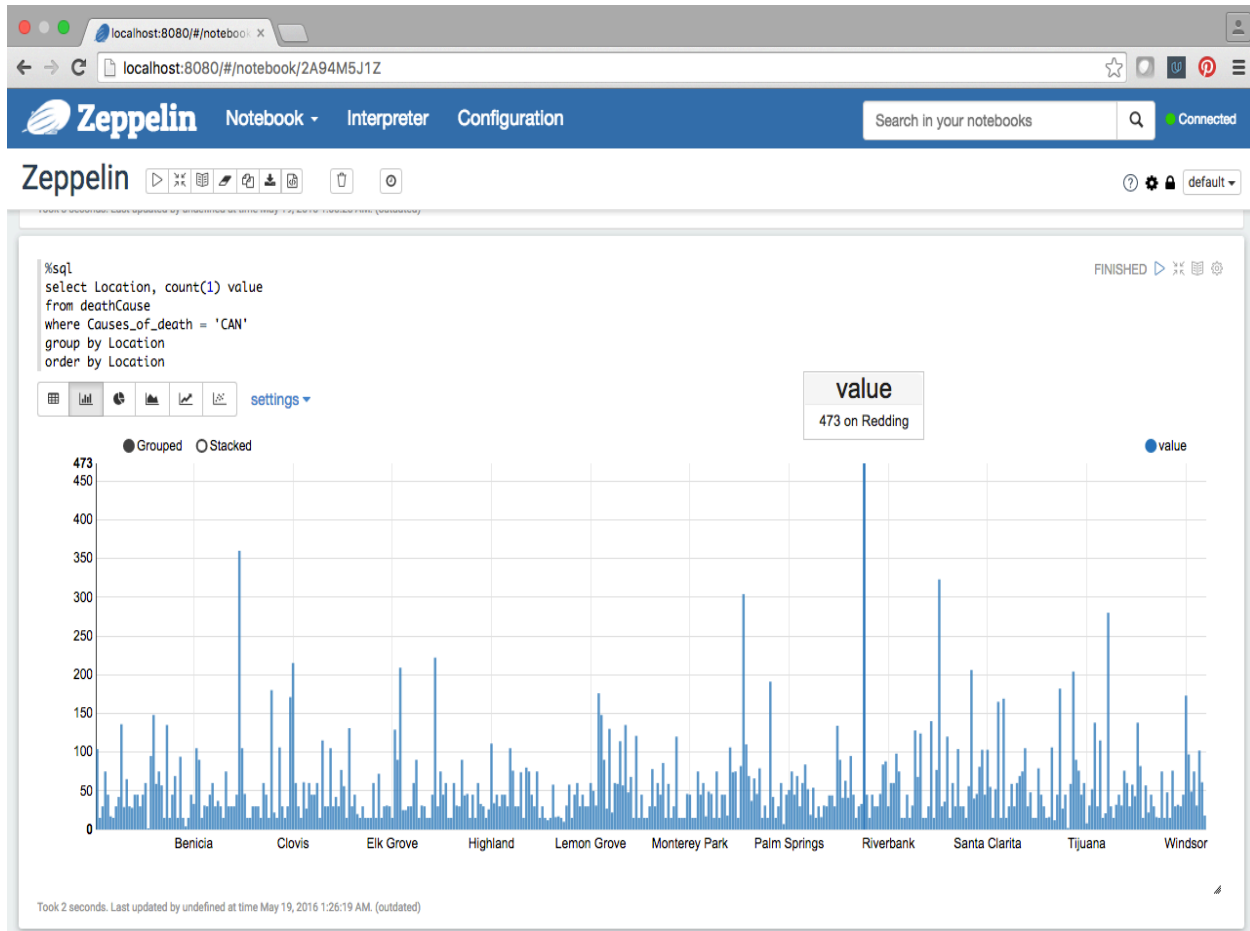 localhost:8080/#/notebook
localhost:8080/#/notebook/2A94M5J1Z
Zeppelin Notebook Interpreter Configuration Search in your notebooks Connected
Zeppelin default
%sql
FINISHED
select Location, count(1) value
from deathCause
where Causes_of_death = 'CAN'
group by Location
order by Location
settings
value
473 on Redding
Grouped Stacked value
473
450
400
350
300
250
200
150
100
50
0
Benicia Clovis Elk Grove Highland Lemon Grove Monterey Park Palm Springs Riverbank Santa Clarita Tijuana Windsor
Took 2 seconds. Last updated by undefined at time May 19, 2016 1:26:19 AM. (outdated)